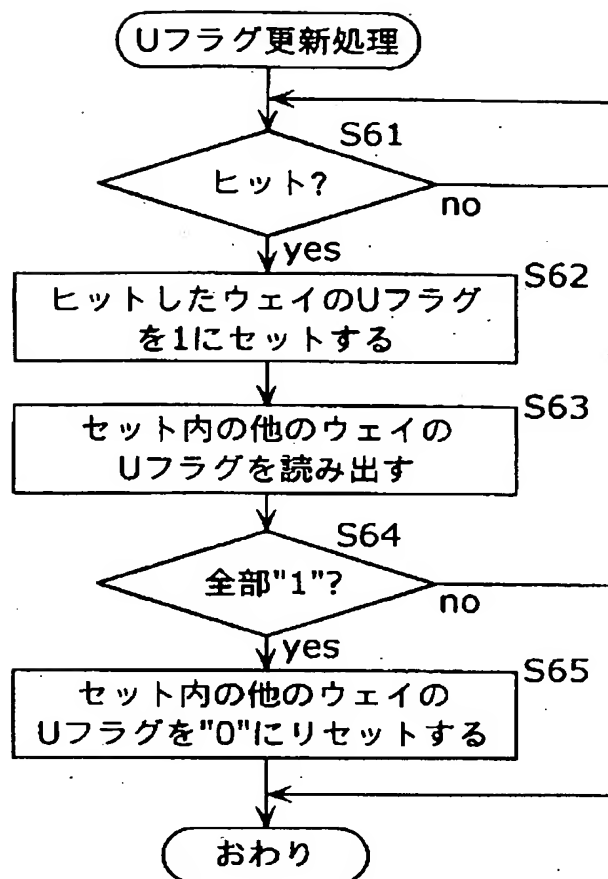 Uフラグ更新処理
S61
ヒット?
no
yes
S62
ヒットしたウェイのUフラグ
を1にセットする
S63
セット内の他のウェイの
Uフラグを読み出す
S64
全部"1"?
no
yes
S65
セット内の他のウェイの
Uフラグを"0"にリセットする
おわり